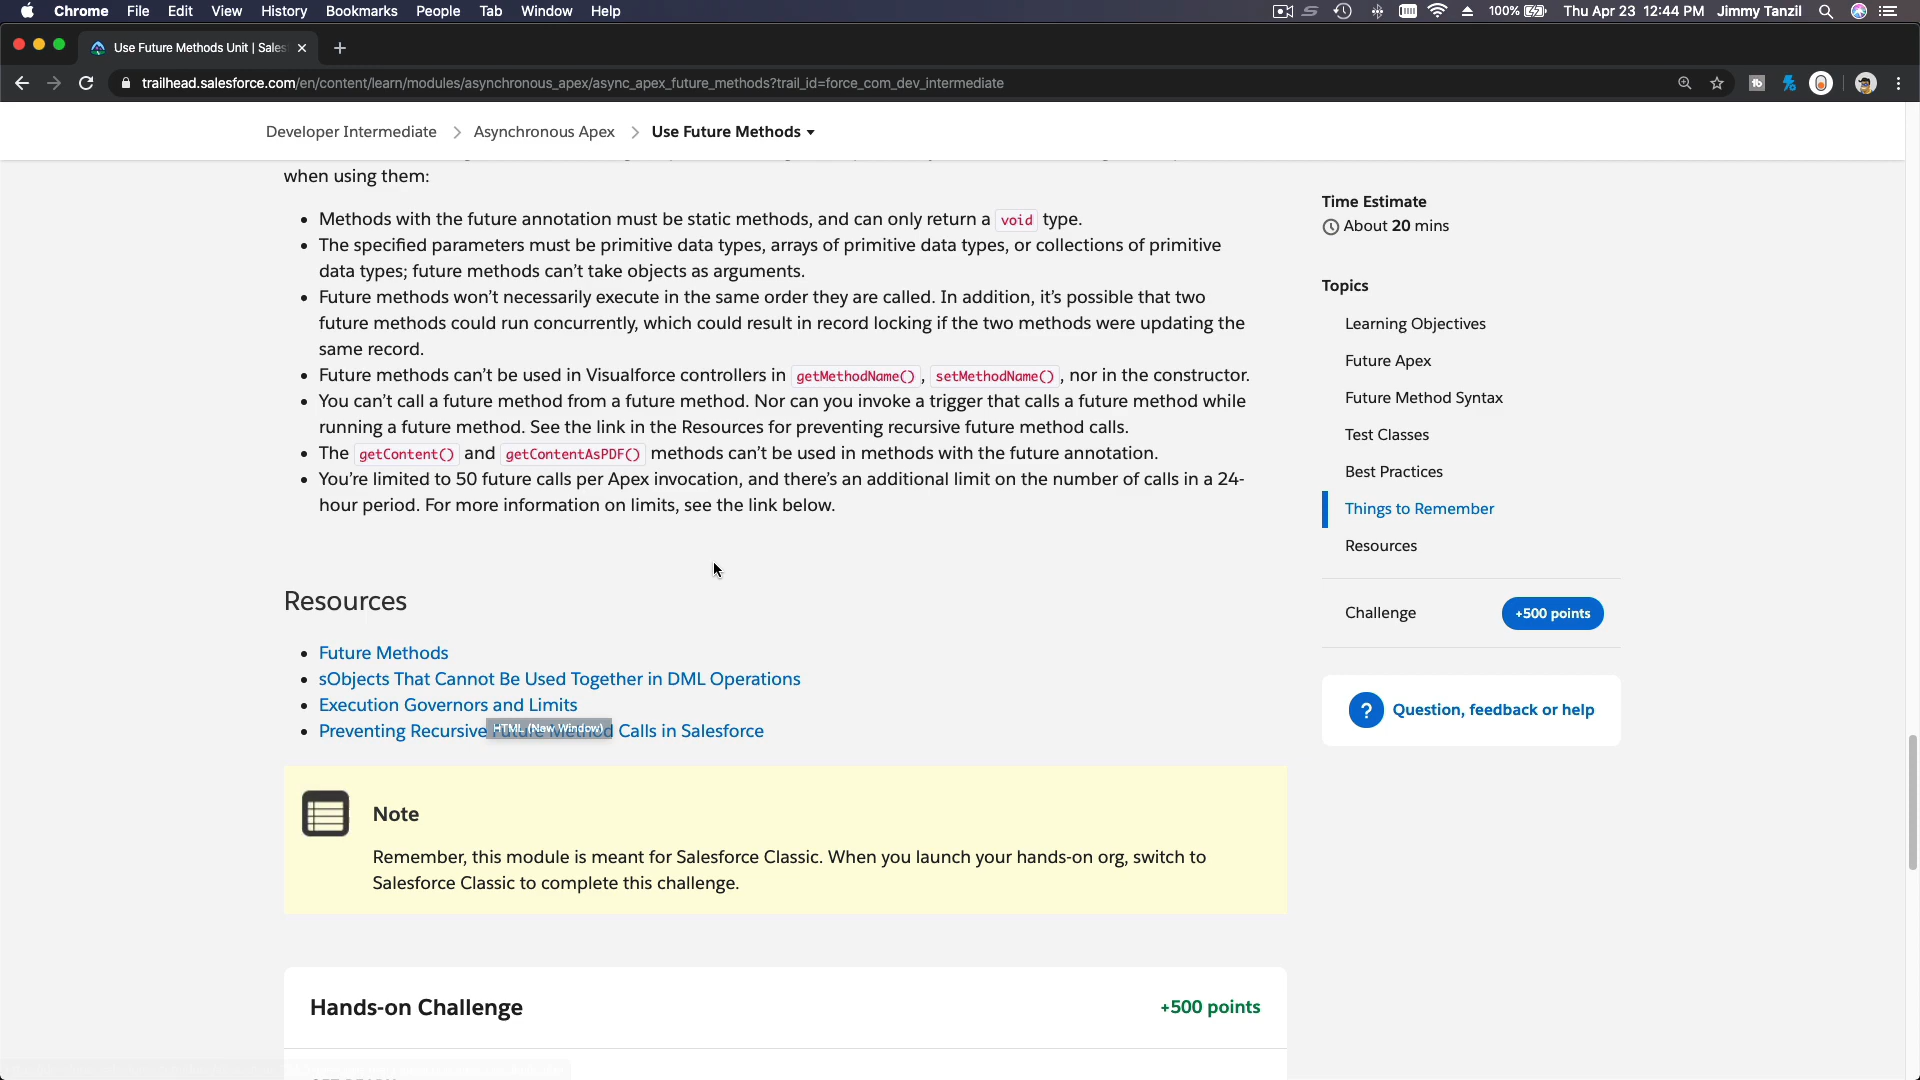 Chrome File Edit View History Bookmarks People Tab Window Help 100% Thu Apr 23 12:44 PM Jimmy Tanzil
Use Future Methods Unit | Sales
trailhead.salesforce.com/en/content/learn/modules/asynchronous_apex/async_apex_future_methods?trail_id=force_com_dev_intermediate
Developer Intermediate > Asynchronous Apex > Use Future Methods
when using them:
• Methods with the future annotation must be static methods, and can only return a void type.
• The specified parameters must be primitive data types, arrays of primitive data types, or collections of primitive
data types; future methods can’t take objects as arguments.
• Future methods won’t necessarily execute in the same order they are called. In addition, it’s possible that two
future methods could run concurrently, which could result in record locking if the two methods were updating the
same record.
• Future methods can’t be used in Visualforce controllers in getMethodName(), setMethodName(), nor in the constructor.
• You can’t call a future method from a future method. Nor can you invoke a trigger that calls a future method while
running a future method. See the link in the Resources for preventing recursive future method calls.
• The getContent() and getContentAsPDF() methods can’t be used in methods with the future annotation.
• You’re limited to 50 future calls per Apex invocation, and there’s an additional limit on the number of calls in a 24-
hour period. For more information on limits, see the link below.
Resources
• Future Methods
• sObjects That Cannot Be Used Together in DML Operations
• Execution Governors and Limits
• Preventing Recursive Future Method Calls in Salesforce
HTML (New Window)
Note
Remember, this module is meant for Salesforce Classic. When you launch your hands-on org, switch to
Salesforce Classic to complete this challenge.
Hands-on Challenge
+500 points
Time Estimate
About 20 mins
Topics
Learning Objectives
Future Apex
Future Method Syntax
Test Classes
Best Practices
Things to Remember
Resources
Challenge
+500 points
? Question, feedback or help